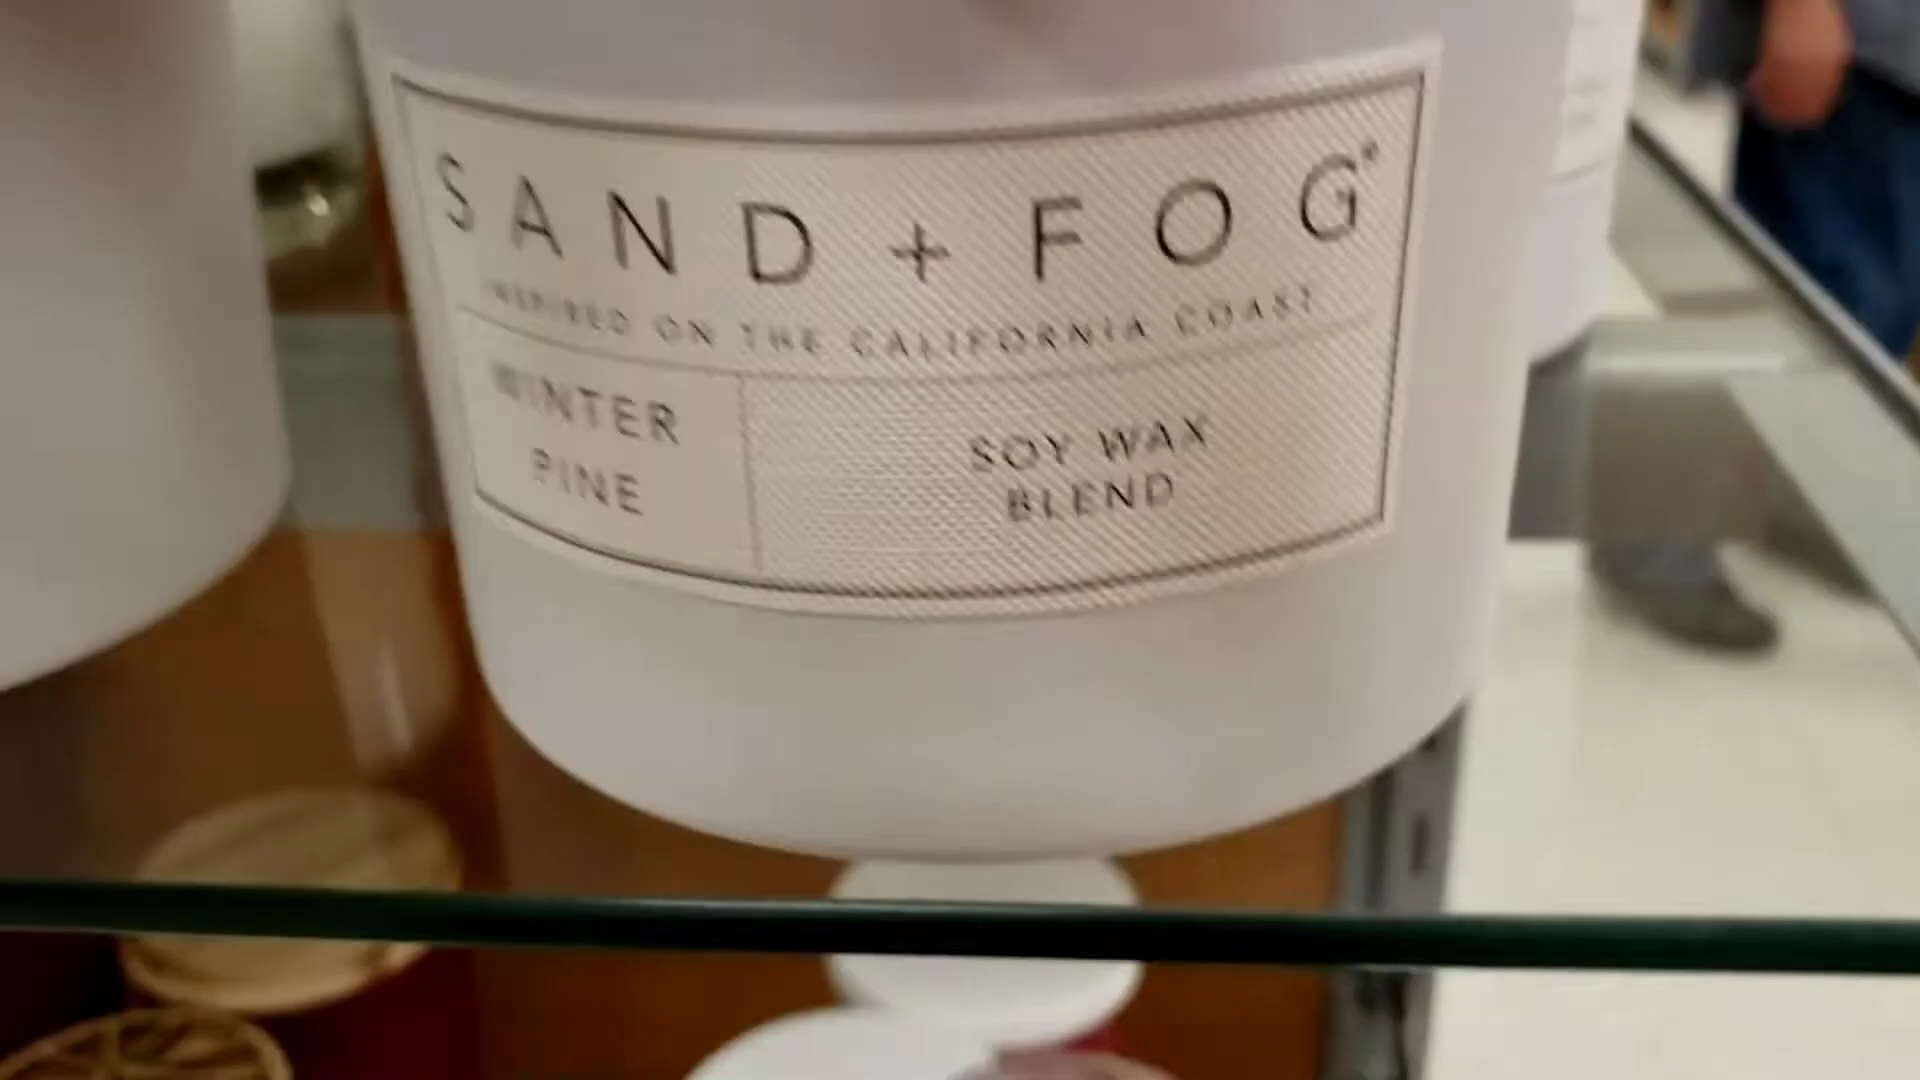 SAND + FOG®
INSPIRED ON THE CALIFORNIA COAST
WINTER
PINE
SOY WAX
BLEND